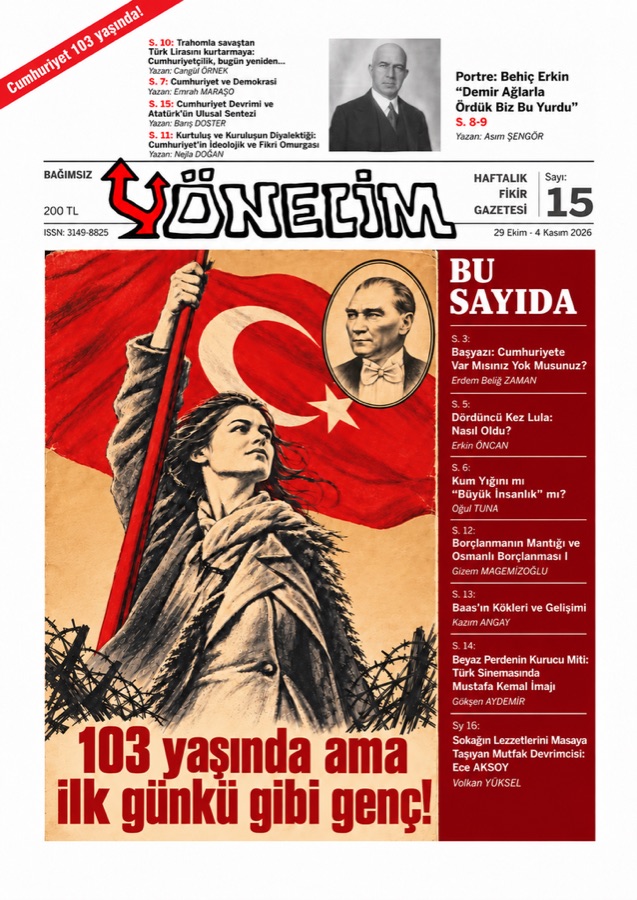 Cumhuriyet 103 yaşında!
S. 10: Trahomla savaştan
Türk Lirasını kurtarmaya:
Cumhuriyetçilik, bugün yeniden...
Yazan: Cangül ÖRNEK
S. 7: Cumhuriyet ve Demokrasi
Yazan: Emrah MARAŞO
S. 15: Cumhuriyet Devrimi ve
Atatürk'ün Ulusal Sentezi
Yazan: Barış DOSTER
S. 11: Kurtuluş ve Kuruluşun Diyalektiği:
Cumhuriyet'in İdeolojik ve Fikri Omurgası
Yazan: Nejla DOĞAN
Portre: Behiç Erkin
“Demir Ağlarla
Ördük Biz Bu Yurdu”
S. 8-9
Yazan: Asım ŞENGÖR
BAĞIMSIZ
200 TL
ISSN: 3149-8825
YÖNELİM
HAFTALIK
FİKİR
GAZETESİ
Sayı:
15
29 Ekim - 4 Kasım 2026
BU
SAYIDA
S. 3:
Başyazı: Cumhuriyete
Var Mısınız Yok Musunuz?
Erdem Beliğ ZAMAN
S. 5:
Dördüncü Kez Lula:
Nasıl Oldu?
Erkin ÖNCAN
S. 6:
Kum Yığını mı
“Büyük İnsanlık” mı?
Oğul TUNA
S. 12:
Borçlanmanın Mantığı ve
Osmanlı Borçlanması I
Gizem MAGEMİZOĞLU
S. 13:
Baas'ın Kökleri ve Gelişimi
Kazım ANGAY
S. 14:
Beyaz Perdenin Kurucu Miti:
Türk Sinemasında
Mustafa Kemal İmajı
Gökşen AYDEMİR
Sy 16:
Sokağın Lezzetlerini Masaya
Taşıyan Mutfak Devrimcisi:
Ece AKSOY
Volkan YÜKSEL
103 yaşında ama
ilk günkü gibi genç!